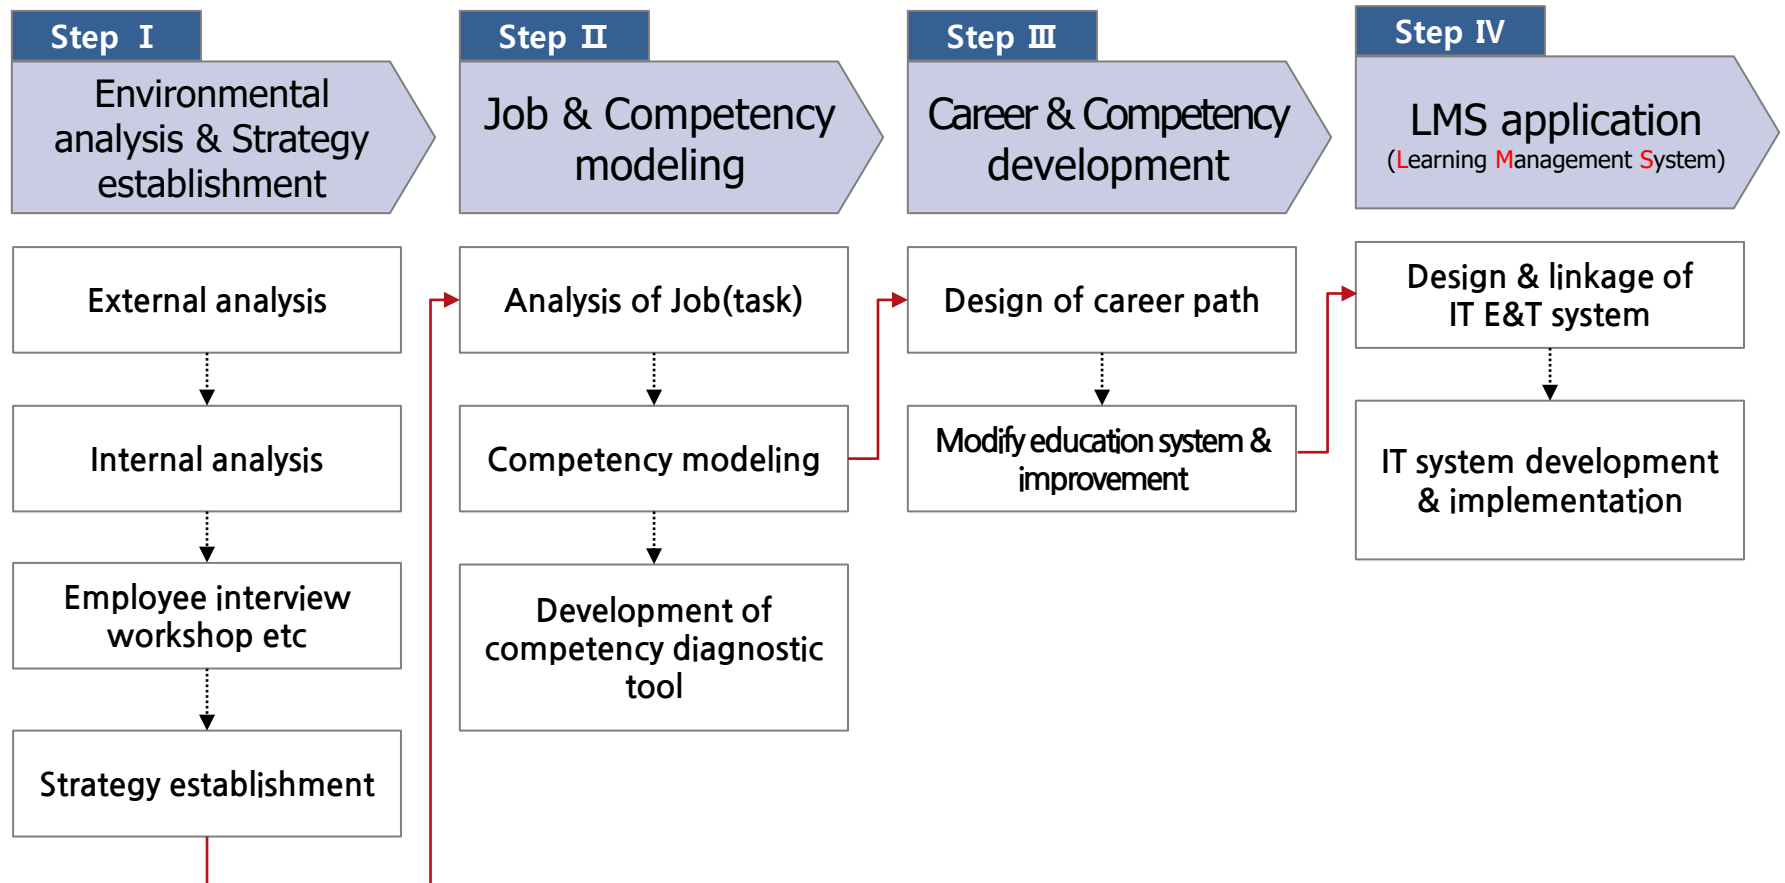 Step Ⅰ
Environmental
analysis & Strategy
establishment
External analysis
Internal analysis
Employee interview
workshop etc
Strategy establishment
Step Ⅱ
Job & Competency
modeling
Analysis of Job(task)
Competency modeling
Development of
competency diagnostic
tool
Step Ⅲ
Career & Competency
development
Design of career path
Modify education system &
improvement
Step Ⅳ
LMS application
(Learning Management System)
Design & linkage of
IT E&T system
IT system development
& implementation